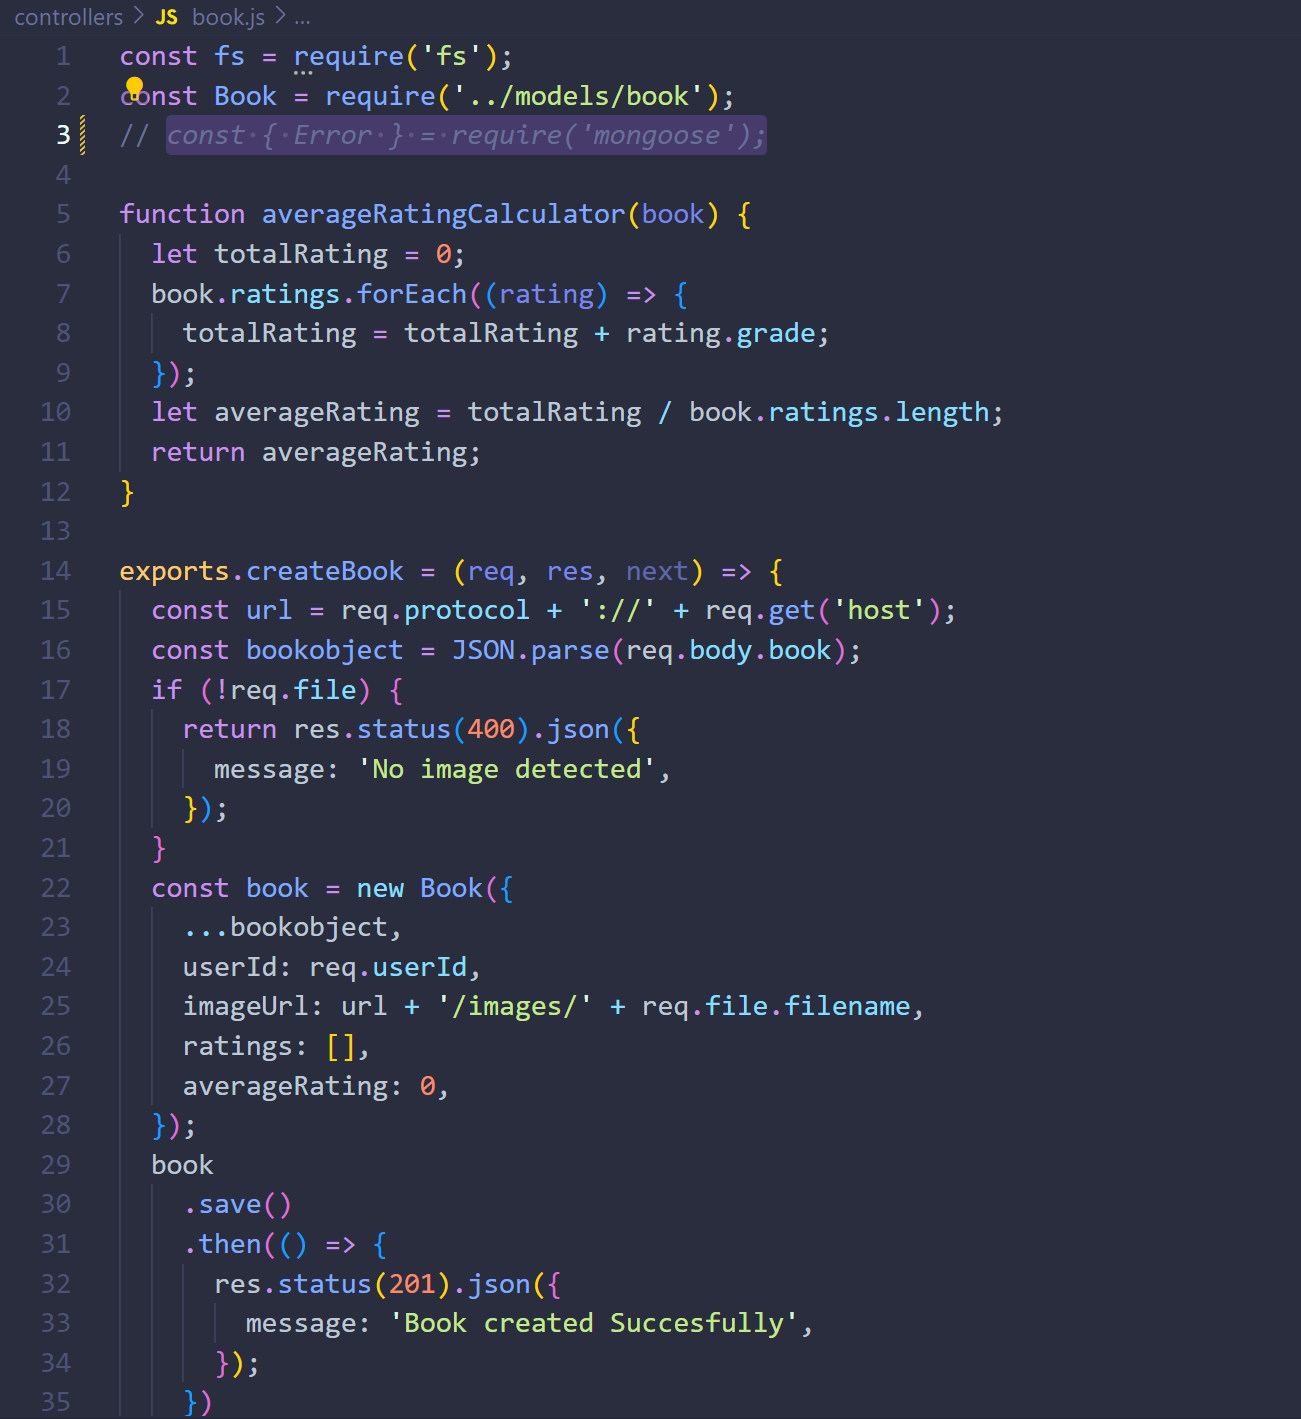 controllers > JS book.js > ...
1 const fs = require('fs');
2 const Book = require('../models/book');
3 // const { Error } = require('mongoose');
4
5 function averageRatingCalculator(book) {
6   let totalRating = 0;
7   book.ratings.forEach((rating) => {
8     totalRating = totalRating + rating.grade;
9   });
10   let averageRating = totalRating / book.ratings.length;
11   return averageRating;
12 }
13
14 exports.createBook = (req, res, next) => {
15   const url = req.protocol + '://' + req.get('host');
16   const bookobject = JSON.parse(req.body.book);
17   if (!req.file) {
18     return res.status(400).json({
19       message: 'No image detected',
20     });
21   }
22   const book = new Book({
23     ...bookobject,
24     userId: req.userId,
25     imageUrl: url + '/images/' + req.file.filename,
26     ratings: [],
27     averageRating: 0,
28   });
29   book
30     .save()
31     .then(() => {
32       res.status(201).json({
33         message: 'Book created Succesfully',
34       });
35     })